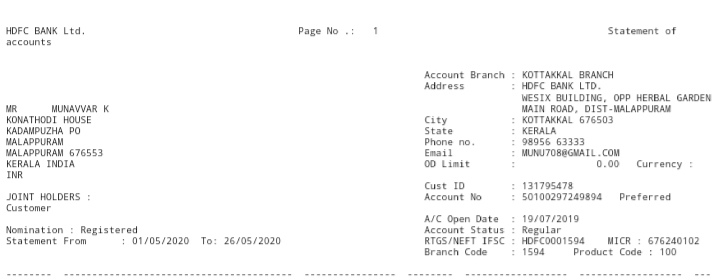 HDFC BANK Ltd. Page No .: 1 Statement of
accounts
Account Branch : KOTTAKKAL BRANCH
Address : HDFC BANK LTD.
WESIX BUILDING, OPP HERBAL GARDEN
MR MUNAVVAR K MAIN ROAD, DIST-MALAPPURAM
KONATHODI HOUSE City : KOTTAKKAL 676503
KADAMPUZHA PO State : KERALA
MALAPPURAM Phone no. : 98956 63333
MALAPPURAM 676553 Email : MUNU708@GMAIL.COM
KERALA INDIA OD Limit : 0.00 Currency :
INR
Cust ID : 131795478
JOINT HOLDERS : Account No : 50100297249894 Preferred
Customer
A/C Open Date : 19/07/2019
Nomination : Registered Account Status : Regular
Statement From : 01/05/2020 To: 26/05/2020 RTGS/NEFT IFSC : HDFC0001594 MICR : 676240102
Branch Code : 1594 Product Code : 100